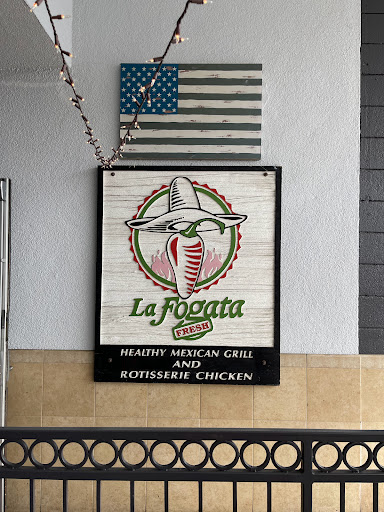 La Fogata
FRESH
HEALTHY MEXICAN GRILL
AND
ROTISSERIE CHICKEN